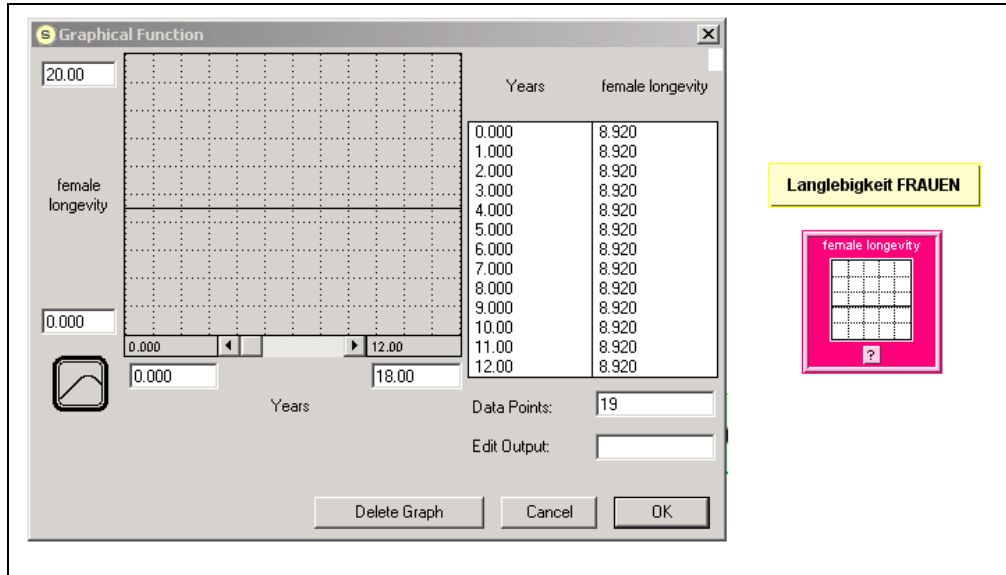 S Graphical Function
20.00
female
longevity
0.000
0.000 12.00
0.000 18.00
Years
Years female longevity
0.000 8.920
1.000 8.920
2.000 8.920
3.000 8.920
4.000 8.920
5.000 8.920
6.000 8.920
7.000 8.920
8.000 8.920
9.000 8.920
10.00 8.920
11.00 8.920
12.00 8.920
Data Points: 19
Edit Output:
Delete Graph Cancel OK
Langlebigkeit FRAUEN
female longevity
?